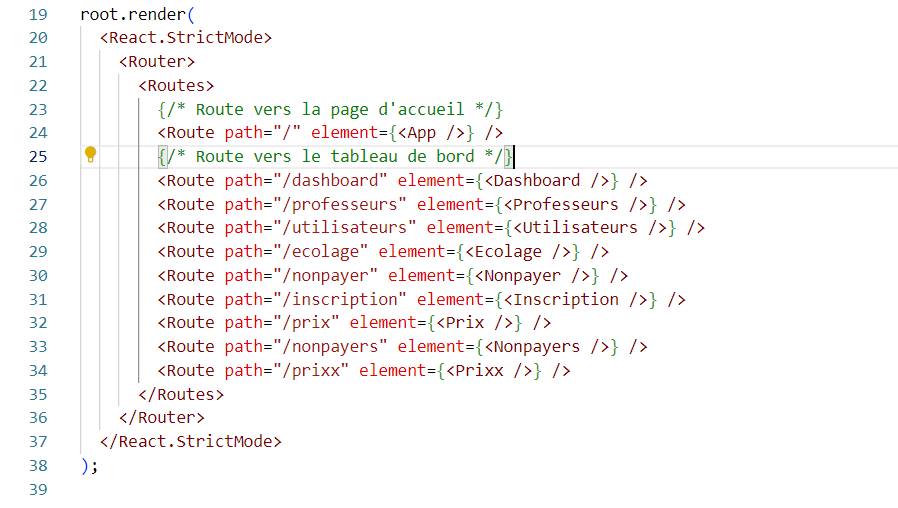 19 root.render(
20   <React.StrictMode>
21     <Router>
22       <Routes>
23         {/* Route vers la page d'accueil */}
24         <Route path="/" element={<App />} />
25         {/* Route vers le tableau de bord */}
26         <Route path="/dashboard" element={<Dashboard />} />
27         <Route path="/professeurs" element={<Professeurs />} />
28         <Route path="/utilisateurs" element={<Utilisateurs />} />
29         <Route path="/ecolage" element={<Ecolage />} />
30         <Route path="/nonpayer" element={<Nonpayer />} />
31         <Route path="/inscription" element={<Inscription />} />
32         <Route path="/prix" element={<Prix />} />
33         <Route path="/nonpayers" element={<Nonpayers />} />
34         <Route path="/prixx" element={<Prixx />} />
35       </Routes>
36     </Router>
37   </React.StrictMode>
38 );
39